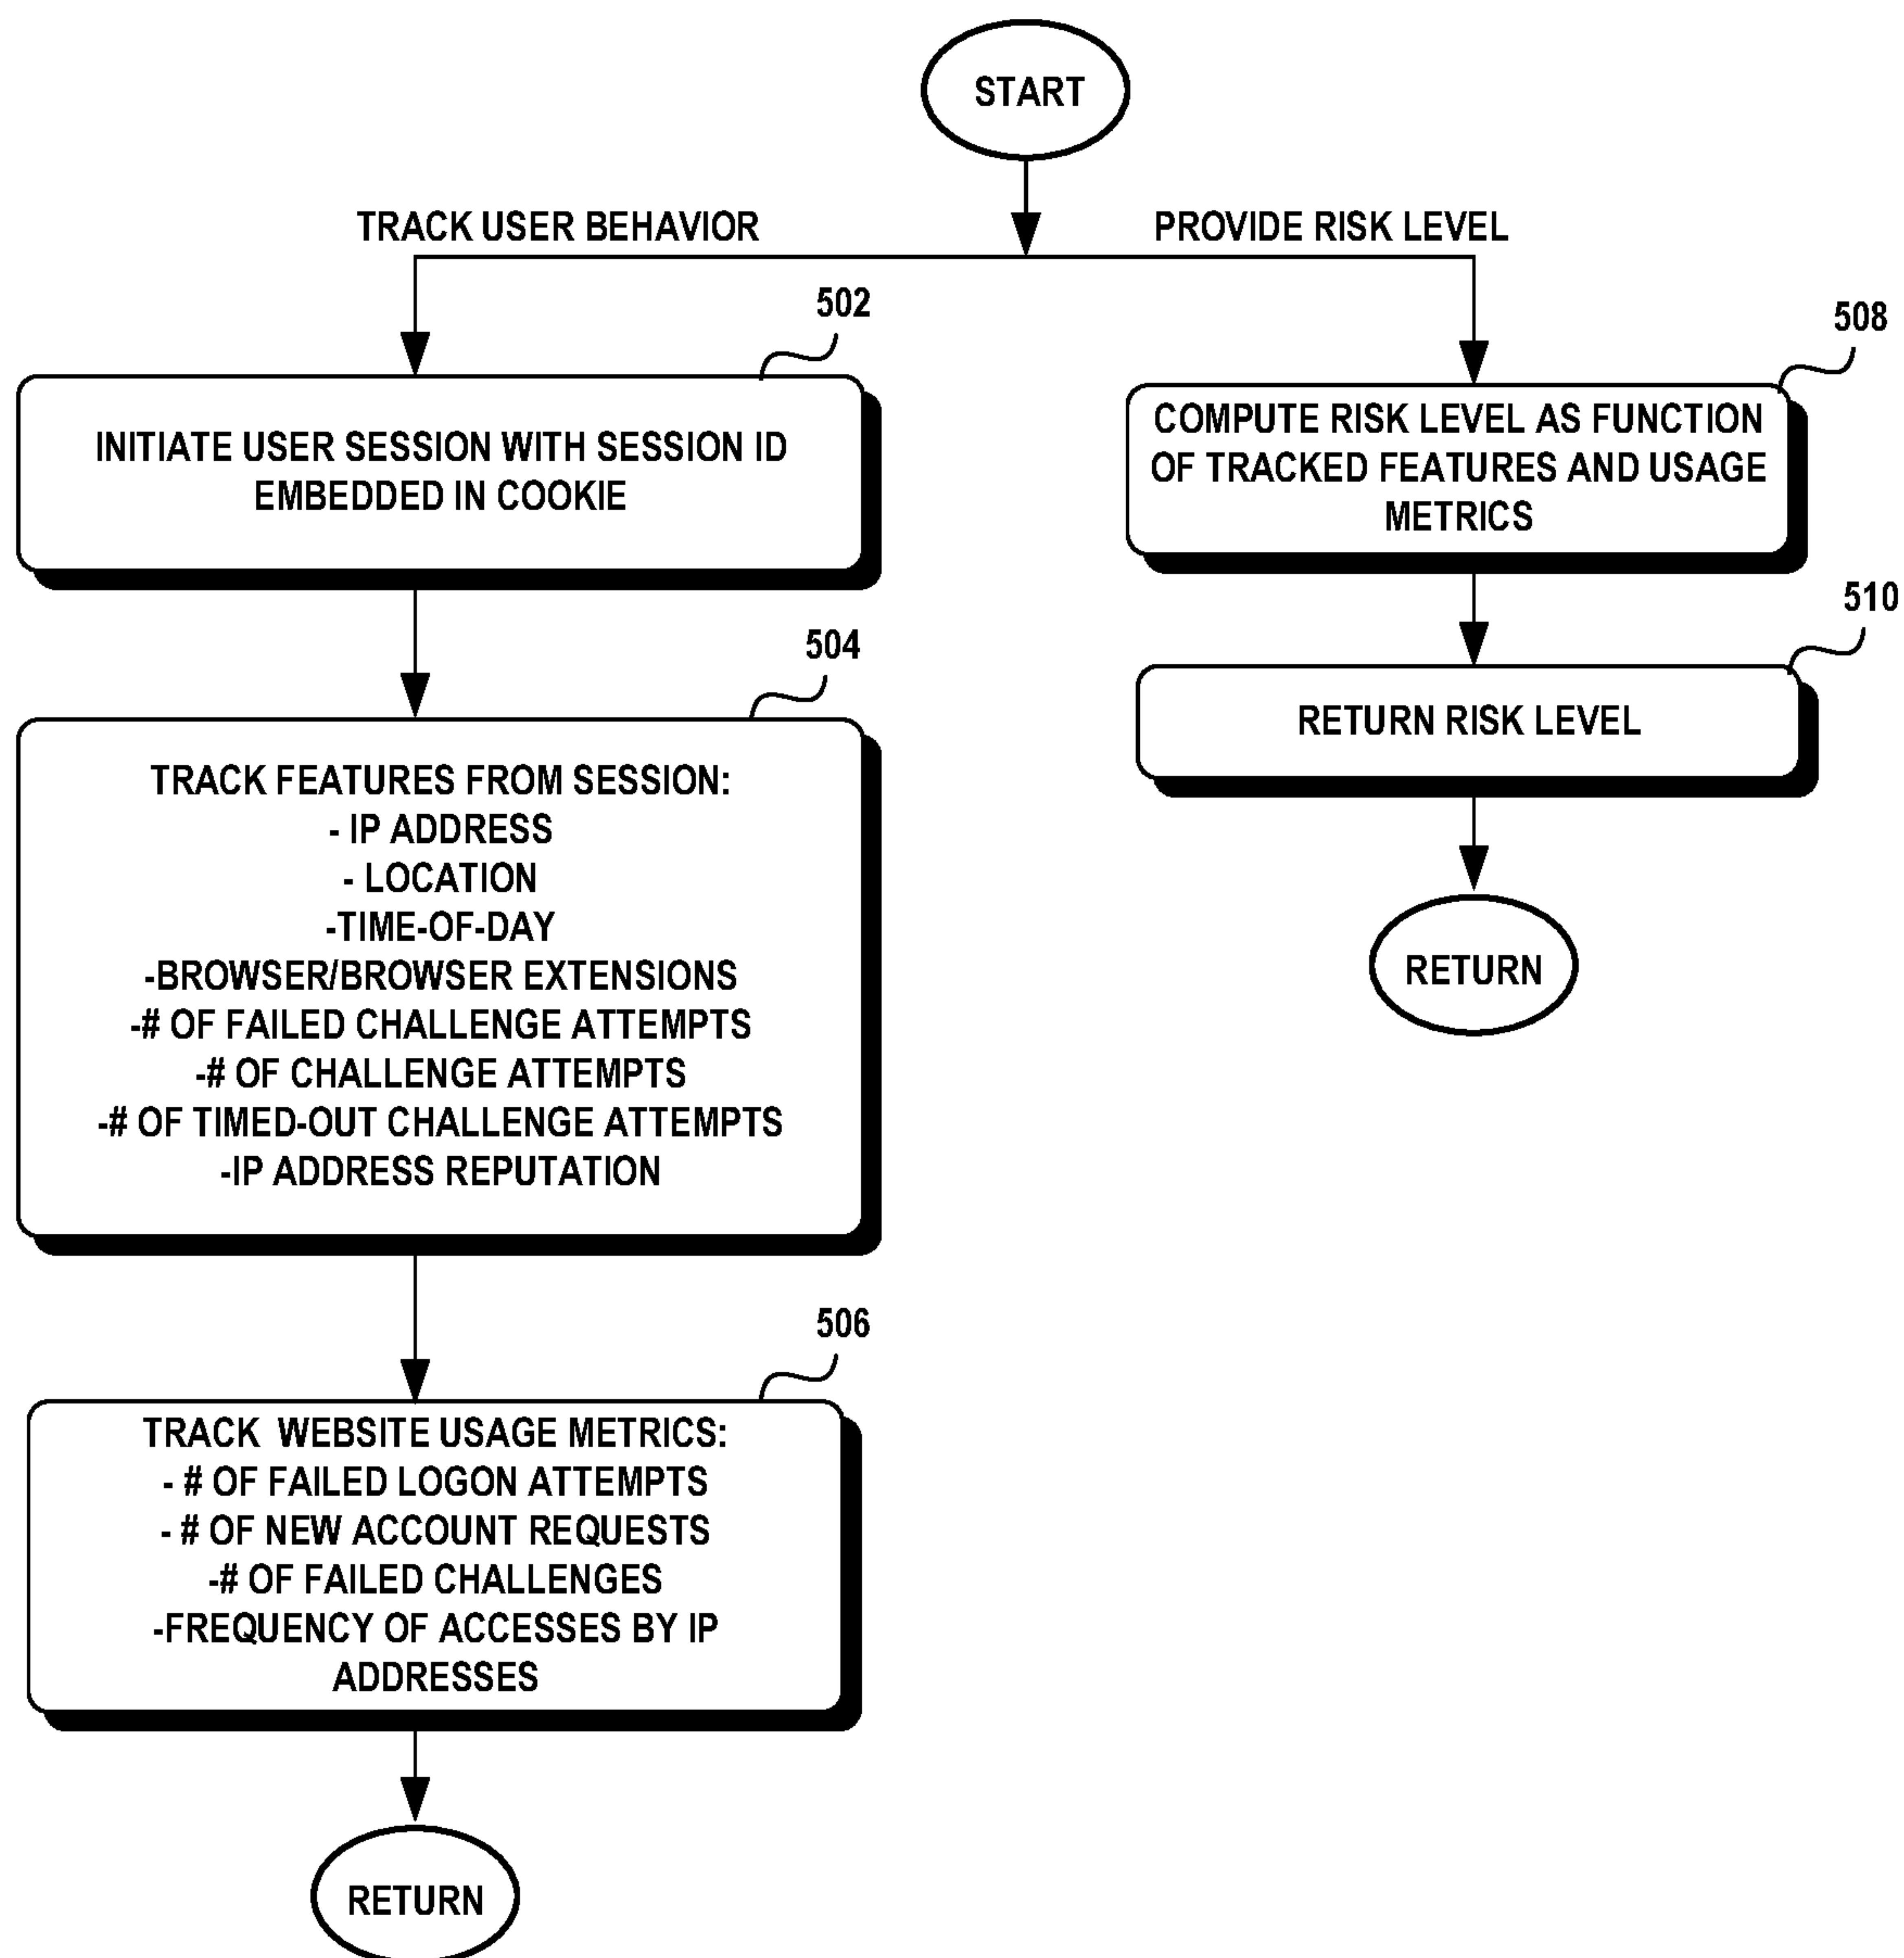 START
TRACK USER BEHAVIOR
PROVIDE RISK LEVEL
502
INITIATE USER SESSION WITH SESSION ID
EMBEDDED IN COOKIE
504
TRACK FEATURES FROM SESSION:
- IP ADDRESS
- LOCATION
-TIME-OF-DAY
-BROWSER/BROWSER EXTENSIONS
-# OF FAILED CHALLENGE ATTEMPTS
-# OF CHALLENGE ATTEMPTS
-# OF TIMED-OUT CHALLENGE ATTEMPTS
-IP ADDRESS REPUTATION
506
TRACK WEBSITE USAGE METRICS:
- # OF FAILED LOGON ATTEMPTS
- # OF NEW ACCOUNT REQUESTS
-# OF FAILED CHALLENGES
-FREQUENCY OF ACCESSES BY IP
ADDRESSES
RETURN
508
COMPUTE RISK LEVEL AS FUNCTION
OF TRACKED FEATURES AND USAGE
METRICS
510
RETURN RISK LEVEL
RETURN